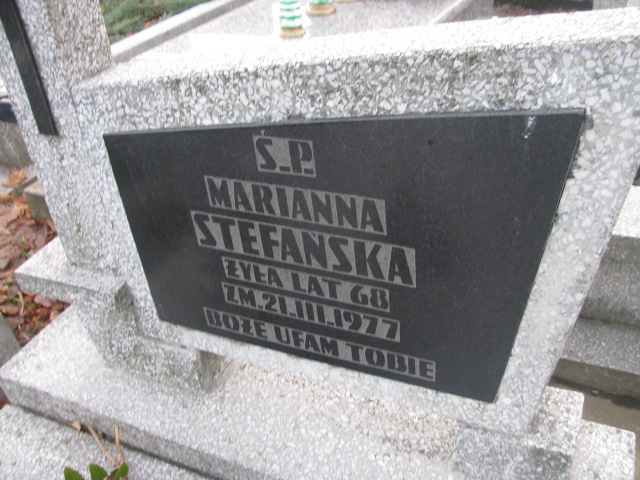 Ś.P.
MARIANNA
STEFAŃSKA
ŻYŁA LAT 68
ZM.21.III.1977
BOŻE UFAM TOBIE